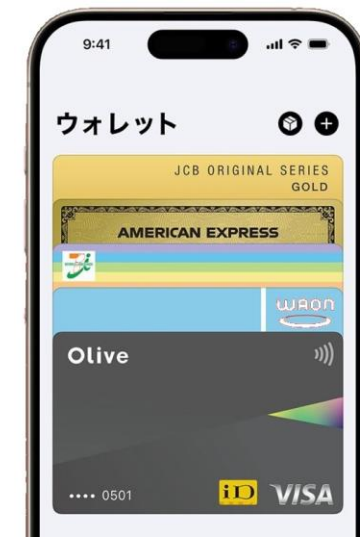 9:41
ウォレット
JCB ORIGINAL SERIES
GOLD
AMERICAN EXPRESS
WAON
Olive
•••• 0501
iD VISA